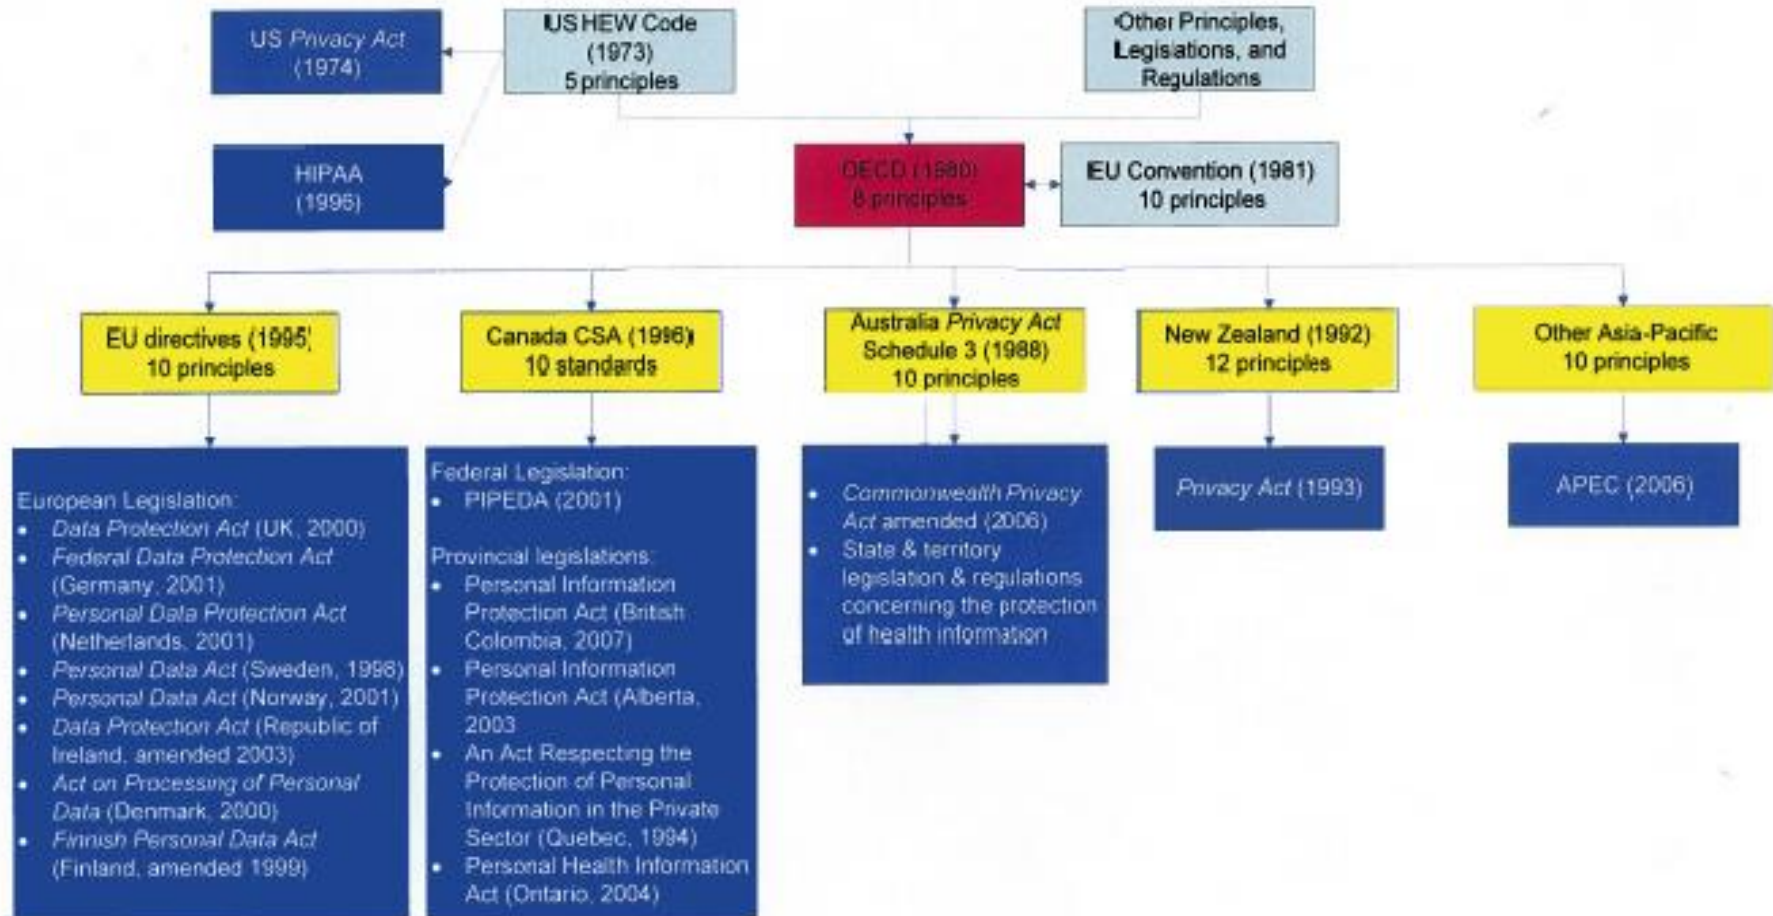 US Privacy Act
(1974)
US HEW Code
(1973)
5 principles
Other Principles,
Legislations, and
Regulations
HIPAA
(1996)
OECD (1980)
8 principles
EU Convention (1981)
10 principles
EU directives (1995)
10 principles
Canada CSA (1996)
10 standards
Australia Privacy Act
Schedule 3 (1988)
10 principles
New Zealand (1992)
12 principles
Other Asia-Pacific
10 principles
European Legislation:
• Data Protection Act (UK, 2000)
• Federal Data Protection Act
(Germany, 2001)
• Personal Data Protection Act
(Netherlands, 2001)
• Personal Data Act (Sweden, 1998)
• Personal Data Act (Norway, 2001)
• Data Protection Act (Republic of
Ireland, amended 2003)
• Act on Processing of Personal
Data (Denmark, 2000)
• Finnish Personal Data Act
(Finland, amended 1999)
Federal Legislation:
• PIPEDA (2001)
Provincial legislations:
• Personal Information
Protection Act (British
Colombia, 2007)
• Personal Information
Protection Act (Alberta,
2003
• An Act Respecting the
Protection of Personal
Information in the Private
Sector (Quebec, 1994)
• Personal Health Information
Act (Ontario, 2004)
• Commonwealth Privacy
Act amended (2006)
• State & territory
legislation & regulations
concerning the protection
of health information
Privacy Act (1993)
APEC (2006)